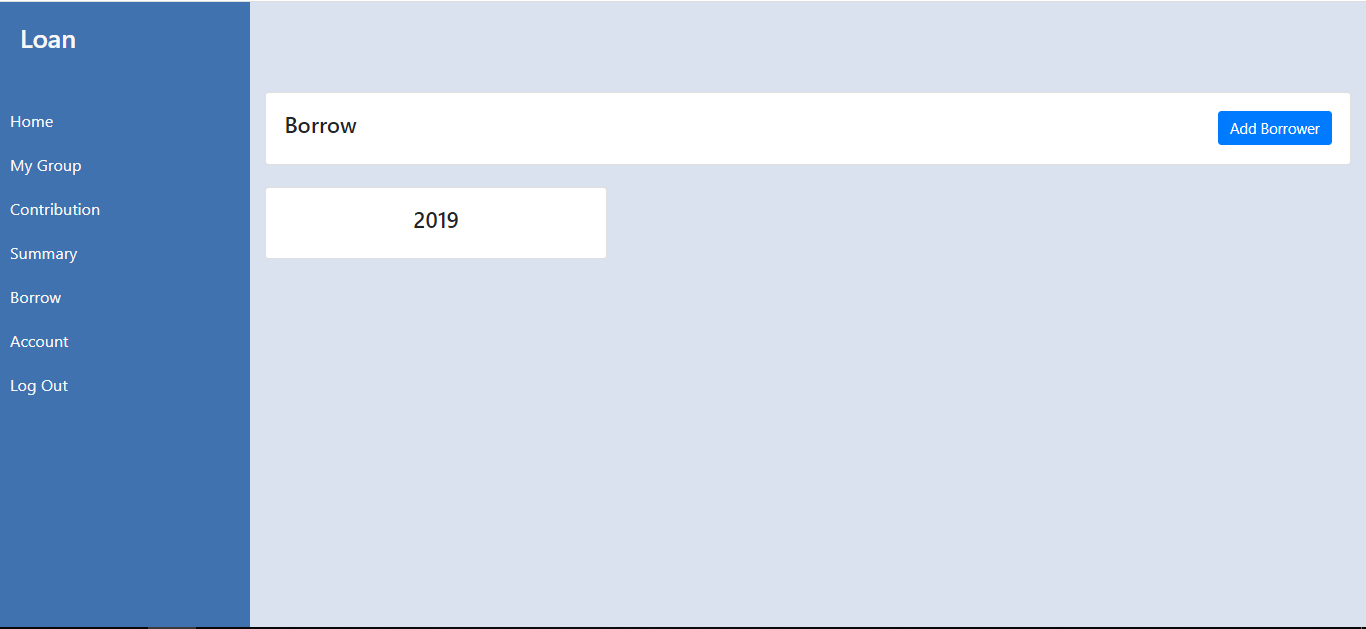 Loan
Home
My Group
Contribution
Summary
Borrow
Account
Log Out
Borrow
Add Borrower
2019